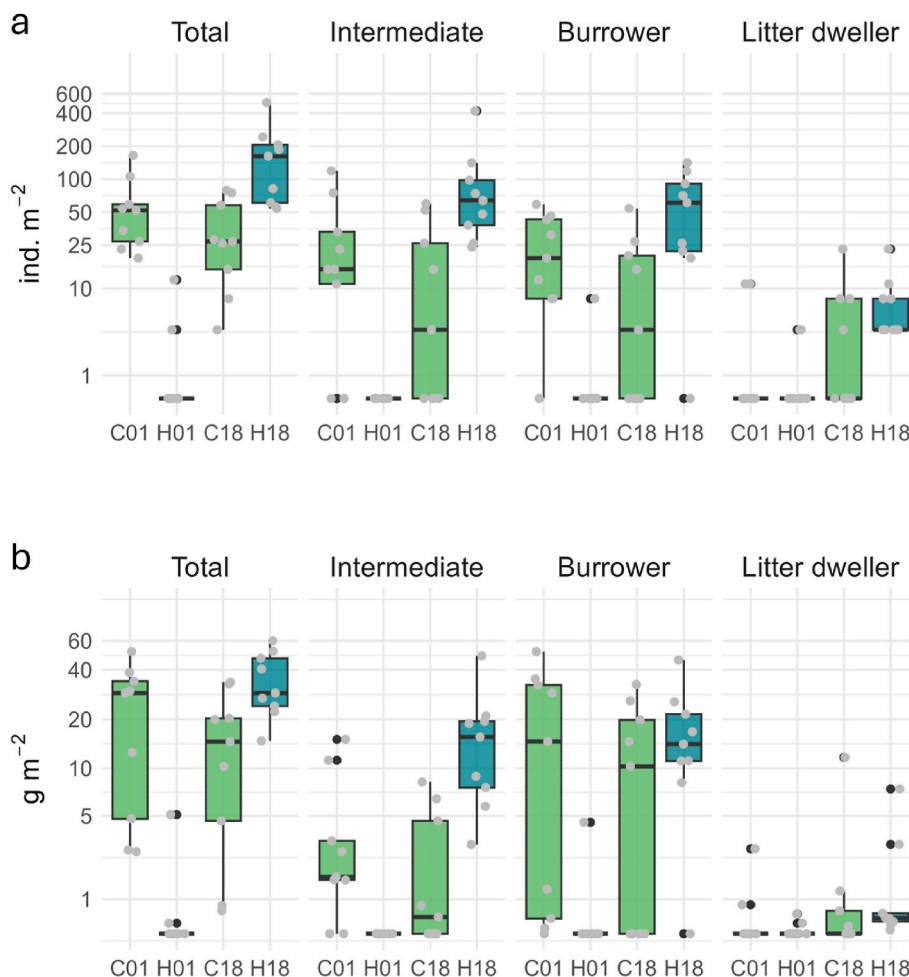 a
Total Intermediate Burrower Litter dweller
600
400
200
100
50
25
10
1
ind. m⁻²
C01 H01 C18 H18 C01 H01 C18 H18 C01 H01 C18 H18 C01 H01 C18 H18
b
Total Intermediate Burrower Litter dweller
60
40
20
10
5
1
g m⁻²
C01 H01 C18 H18 C01 H01 C18 H18 C01 H01 C18 H18 C01 H01 C18 H18